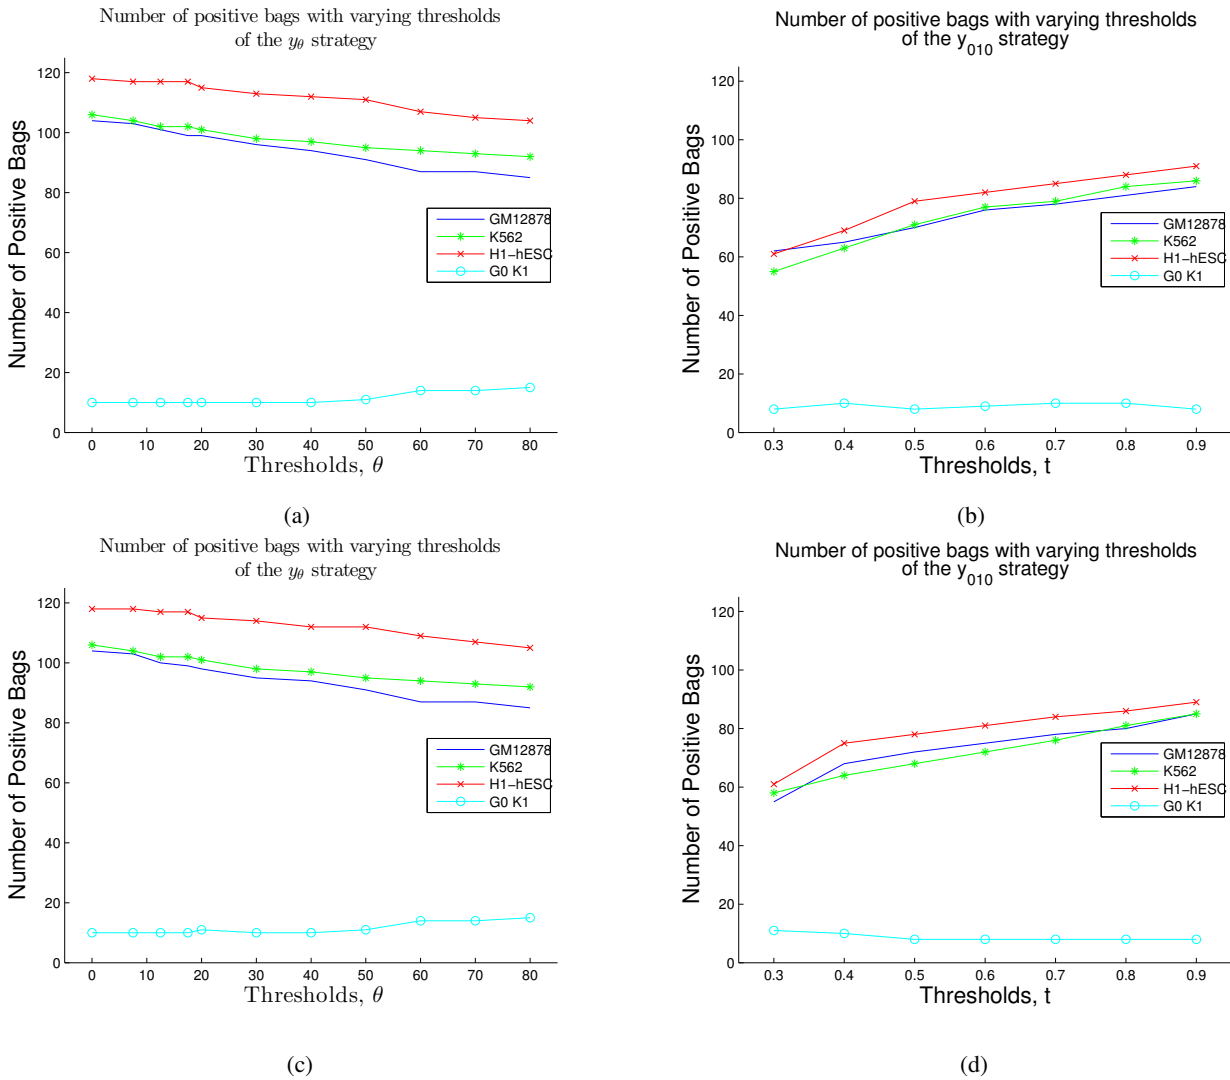 Number of positive bags with varying thresholds
of the yθ strategy
Number of Positive Bags
120
100
80
60
40
20
0
GM12878
K562
H1-hESC
G0 K1
0 10 20 30 40 50 60 70 80
Thresholds, θ
(a)
Number of positive bags with varying thresholds
of the y010 strategy
Number of Positive Bags
120
100
80
60
40
20
0
GM12878
K562
H1-hESC
G0 K1
0.3 0.4 0.5 0.6 0.7 0.8 0.9
Thresholds, t
(b)
Number of positive bags with varying thresholds
of the yθ strategy
Number of Positive Bags
120
100
80
60
40
20
0
GM12878
K562
H1-hESC
G0 K1
0 10 20 30 40 50 60 70 80
Thresholds, θ
(c)
Number of positive bags with varying thresholds
of the y010 strategy
Number of Positive Bags
120
100
80
60
40
20
0
GM12878
K562
H1-hESC
G0 K1
0.3 0.4 0.5 0.6 0.7 0.8 0.9
Thresholds, t
(d)